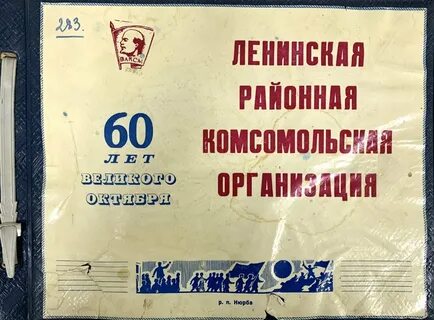 283.
ВЛКСМ
ЛЕНИНСКАЯ
РАЙОННАЯ
КОМСОМОЛЬСКАЯ
ОРГАНИЗАЦИЯ
60
ЛЕТ
ВЕЛИКОГО
ОКТЯБРЯ
р. п. Нюрба